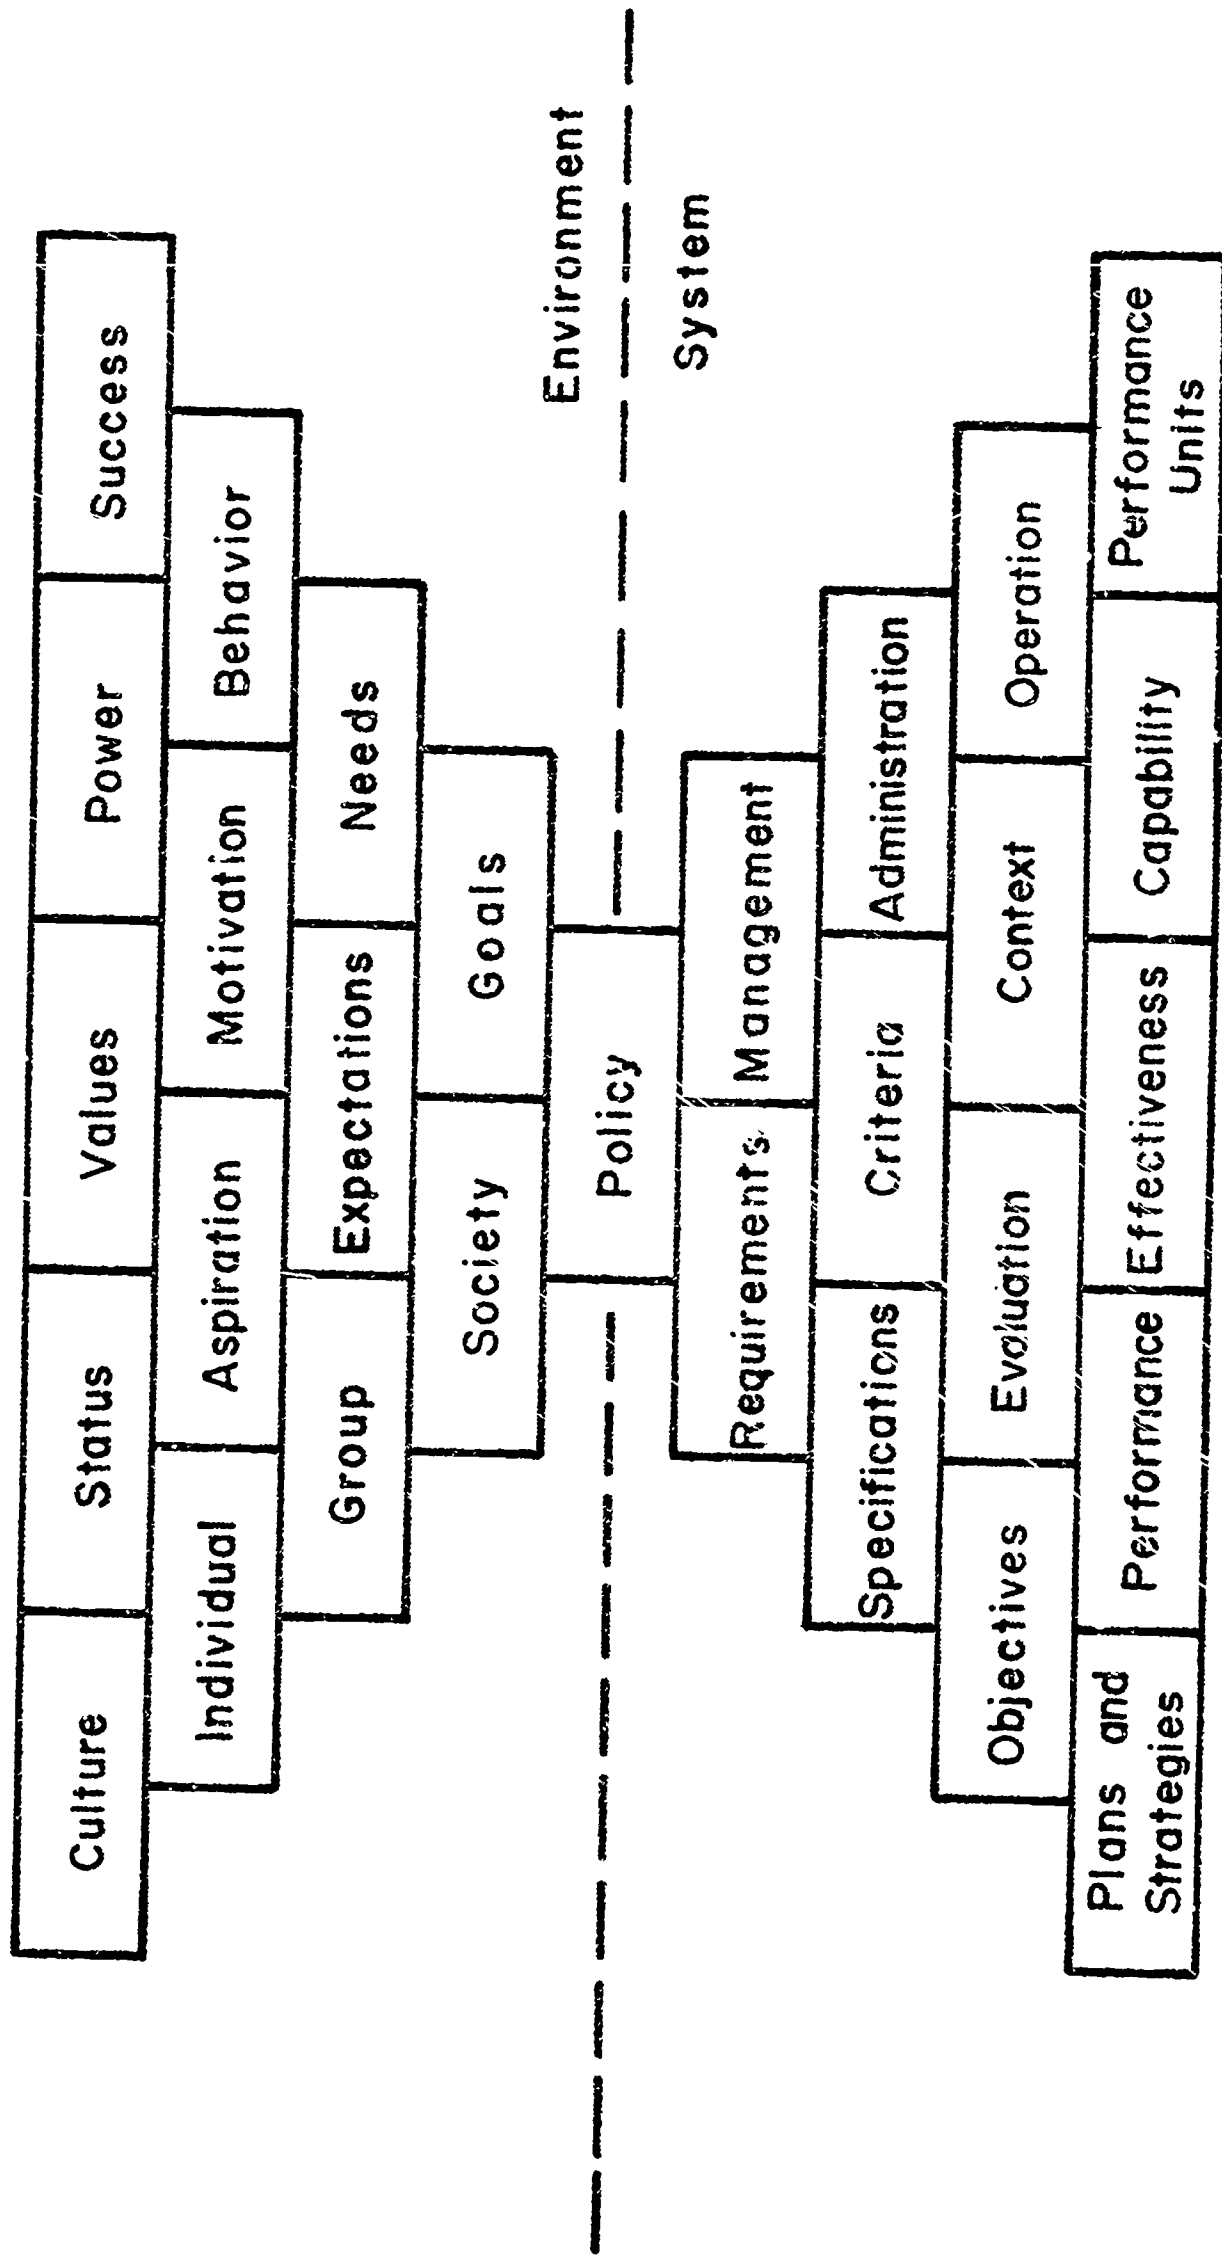 Culture Status Values Power Success
Individual Aspiration Motivation Behavior
Group Expectations Needs
Society Goals
Environment
Policy
System
Requirements Management
Specifications Criteria Administration
Objectives Evaluation Context Operation
Plans and
Strategies
Performance
Effectiveness
Capability
Performance
Units